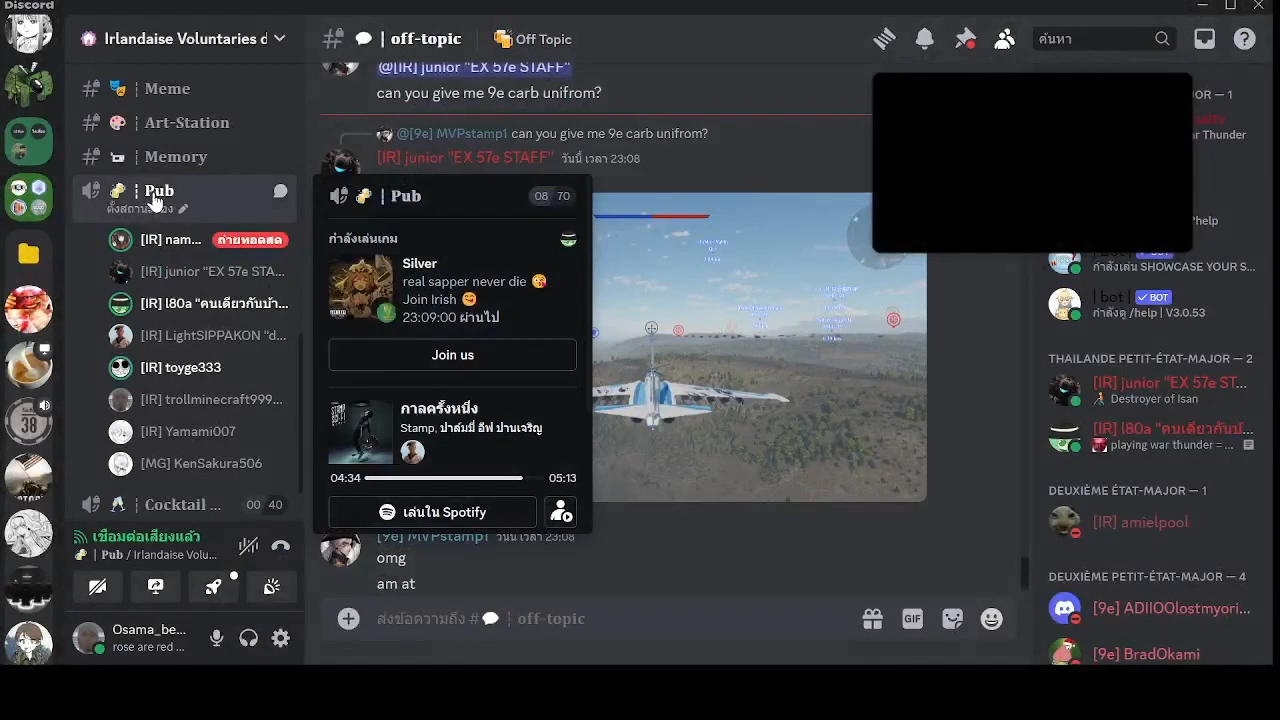 Discord
Irlandaise Voluntaries d
| Meme
| Art-Station
| Memory
| Pub
[IR] nam... ถ่ายทอดสด
[IR] junior "EX 57e STA...
[IR] l80a "คนเดียวกันบ้า...
[IR] LightSIPPAKON "d...
[IR] toyge333
[IR] trollminecraft999...
[IR] Yamami007
[MG] KenSakura506
| Cocktail ... 00 40
เชื่อมต่อเสียงแล้ว
| Pub / Irlandaise Volu...
Osama_be...
rose are red ...
| off-topic
Off Topic
ค้นหา
@[IR] junior "EX 57e STAFF"
can you give me 9e carb unifrom?
@[9e] MVPstamp1 can you give me 9e carb unifrom?
[IR] junior "EX 57e STAFF" วันนี้ เวลา 23:08
| Pub 08 70
กำลังเล่นเกม
Silver
real sapper never die
Join Irish
23:09:00 ผ่านไป
Join us
กาลครั้งหนึ่ง
Stamp, ปาล์มมี่ อีฟ ปานเจริญ
04:34 05:13
เล่นใน Spotify
[9e] MVPstamp1 วันนี้ เวลา 23:08
omg
am at
ส่งข้อความถึง # | off-topic
GIF
OR — 1
ar Thunder
help
BOT
กำลังเล่น SHOWCASE YOUR S...
| bot | BOT
กำลังดู /help | V3.0.53
THAILANDE PETIT-ÉTAT-MAJOR — 2
[IR] junior "EX 57e ST...
Destroyer of Isan
[IR] l80a "คนเดียวกับ...
playing war thunder = ...
DEUXIÈME ÉTAT-MAJOR — 1
[IR] amielpool
DEUXIÈME PETIT-ÉTAT-MAJOR — 4
[9e] ADIIOOlostmyori...
[9e] BradOkami